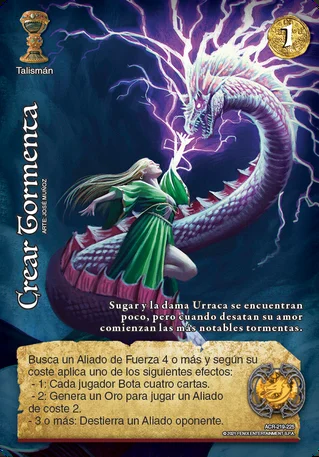 Talismán
1
Crear Tormenta
ARTE: JOSE MUÑOZ
Sugar y la dama Urraca se encuentran
poco, pero cuando desatan su amor
comienzan las más notables tormentas.
Busca un Aliado de Fuerza 4 o más y según su
coste aplica uno de los siguientes efectos:
- 1: Cada jugador Bota cuatro cartas.
- 2: Genera un Oro para jugar un Aliado
de coste 2.
- 3 o más: Destierra un Aliado oponente.
ACR-219-225
© 2021 FENIX ENTERTAINMENT S.P.A.